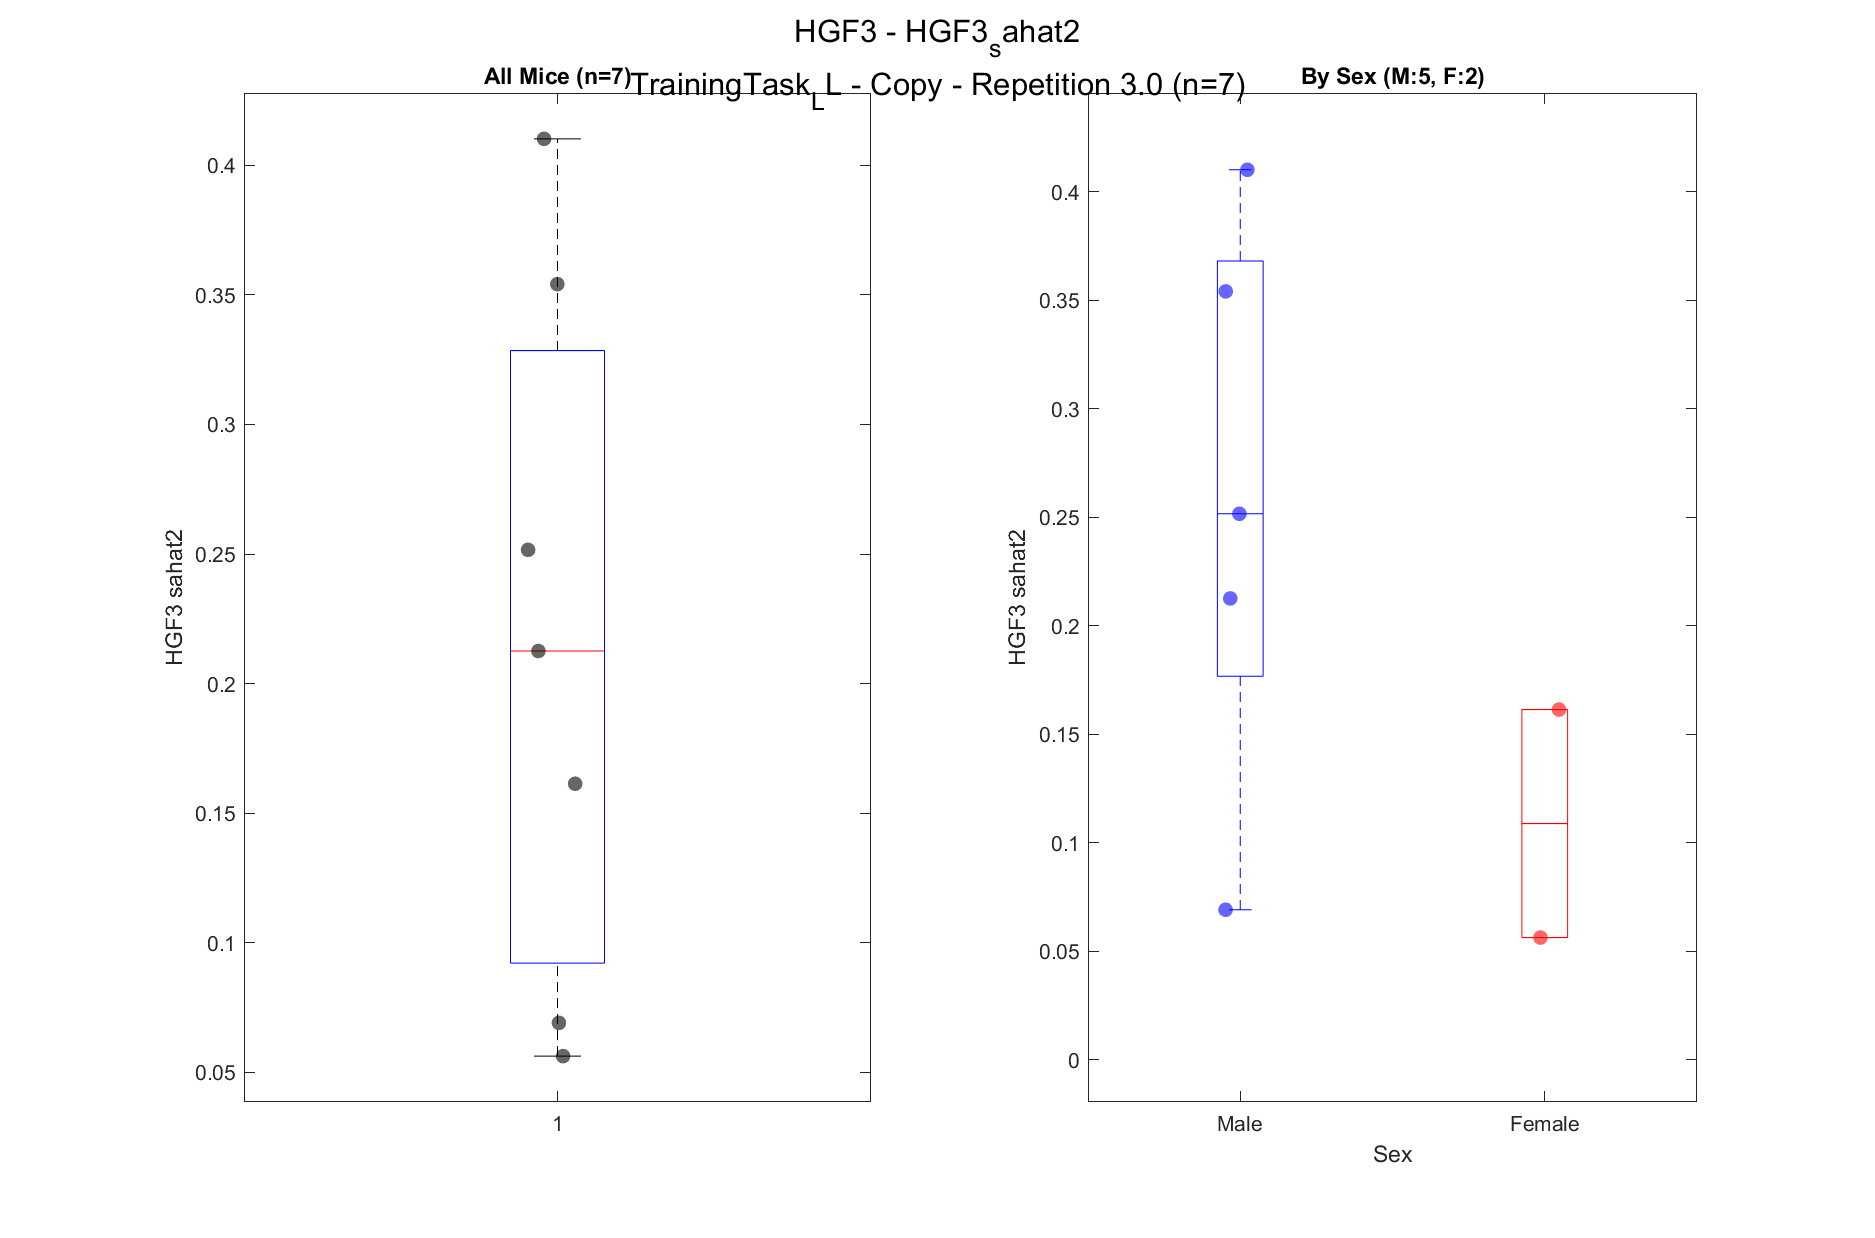 HGF3 - HGF3sahat2
TrainingTaskLL - Copy - Repetition 3.0 (n=7)
All Mice (n=7)
HGF3 sahat2
0.4
0.35
0.3
0.25
0.2
0.15
0.1
0.05
1
By Sex (M:5, F:2)
HGF3 sahat2
0.4
0.35
0.3
0.25
0.2
0.15
0.1
0.05
0
Male
Female
Sex